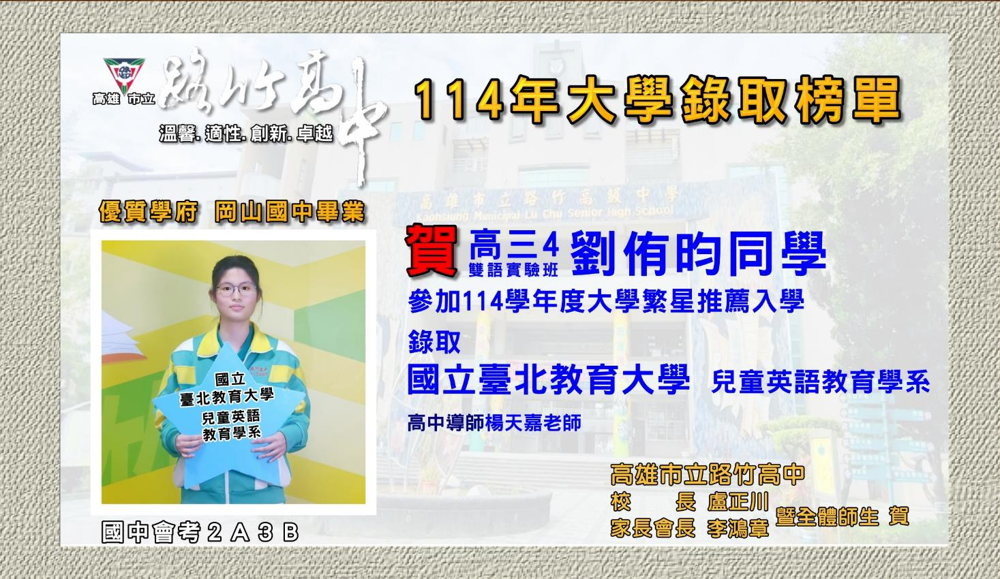 高雄市立
路竹高中
溫馨.適性.創新.卓越
114年大學錄取榜單
優質學府 岡山國中畢業
高雄市立路竹高級中學
Kaohsiung Municipal Lu Chu Senior High School
賀 高三4 劉侑昀同學
雙語實驗班
參加114學年度大學繁星推薦入學
錄取
國立臺北教育大學 兒童英語教育學系
高中導師楊天嘉老師
國立
臺北教育大學
兒童英語
教育學系
國中會考2A3B
高雄市立路竹高中
校長 盧正川
家長會長 李鴻章
暨全體師生 賀